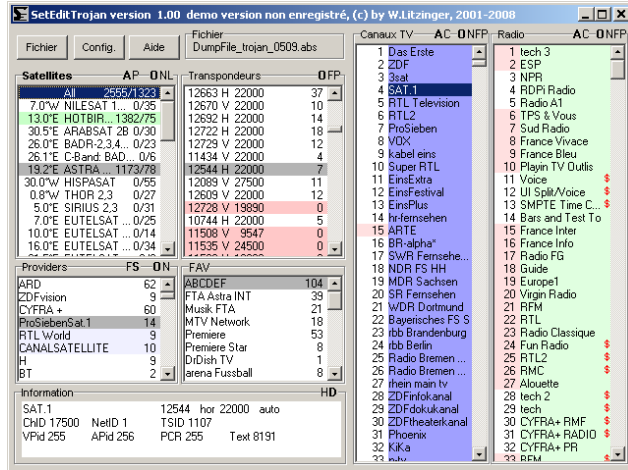 SetEditTrojan version 1.00 demo version non enregistré, (c) by W.Litzinger, 2001-2008
Fichier
Config.
Aide
Fichier
DumpFile_trojan_0509.abs
Satellites AP ONL
All 2555/1323
7.0°W NILESAT 1... 0/35
13.0°E HOTBIR... 1382/75
30.5°E ARABSAT 2B 0/30
26.0°E BADR-2,3,4... 0/23
26.1°E C-Band: BAD... 0/6
19.2°E ASTRA ... 1173/78
30.0°W HISPASAT 0/55
0.8°W THOR 2,3 0/27
5.0°E SIRIUS 2,3 0/31
7.0°E EUTELSAT ...0/25
10.0°E EUTELSAT ...0/14
16.0°E EUTELSAT ...0/34
Transpondeurs OFP
12663 H 22000 37
12670 V 22000 10
12692 H 22000 14
12722 H 22000 18
12729 V 22000 12
11434 V 22000 4
12544 H 22000 7
12089 V 27500 11
12609 V 22000 12
12728 V 19890 0
10744 H 22000 5
11508 V 9547 0
11535 V 24500 0
Providers FS ON
ARD 62
ZDFvision 9
CYFRA + 60
ProSiebenSat.1 14
RTL World 9
CANALSATELLITE 10
H 9
BT 2
FAV
ABCDEF 104
FTA Astra INT 39
Musik FTA 21
MTV Network 18
Premiere 53
Premiere Star 8
DrDish TV 1
arena Fussball 8
Information HD
SAT.1 12544 hor 22000 auto
ChID 17500 NetID 1 TSID 1107
VPid 255 APid 256 PCR 255 Text 8191
Canaux TV AC ONFP
1 Das Erste
2 ZDF
3 3sat
4 SAT.1
5 RTL Television
6 RTL2
7 ProSieben
8 VOX
9 kabel eins
10 Super RTL
11 EinsExtra
12 EinsFestival
13 EinsPlus
14 hr-fernsehen
15 ARTE
16 BR-alpha*
17 SWR Fernsehe...
18 NDR FS HH
19 MDR Sachsen
20 SR Fernsehen
21 WDR Dortmund
22 Bayerisches FS S
23 rbb Brandenburg
24 rbb Berlin
25 Radio Bremen ...
26 Radio Bremen ...
27 rhein main tv
28 ZDFinfokanal
29 ZDFdokukanal
30 ZDFtheaterkanal
31 Phoenix
32 KiKa
33 n-tv
Radio AC ONFP
1 tech 3
2 ESP
3 NPR
4 RDPi Radio
5 Radio A1
6 TPS & Vous
7 Sud Radio
8 France Vivace
9 France Bleu
10 Playin TV Outlis
11 Voice $
12 UI Split/Voice $
13 SMPTE Time C... $
14 Bars and Test To
15 France Inter
16 France Info
17 Radio FG
18 Guide
19 Europe1
20 Virgin Radio
21 RFM
22 RTL
23 Radio Classique
24 Fun Radio $
25 RTL2 $
26 RMC $
27 Alouette
28 tech 2 $
29 tech $
30 CYFRA+ RMF $
31 CYFRA+ RADIO $
32 CYFRA+ PR $
33 BFM $